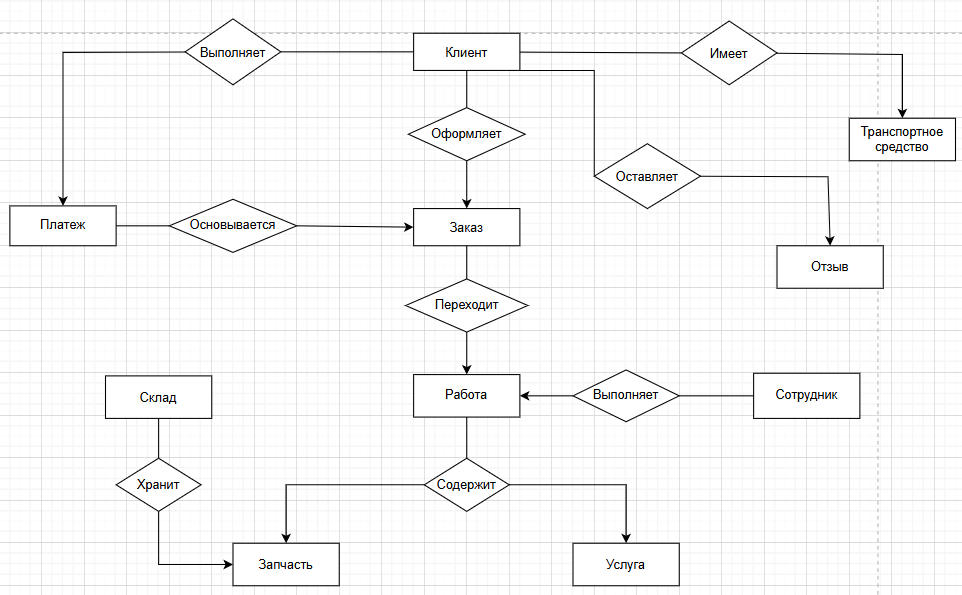 Выполняет
Клиент
Имеет
Транспортное
средство
Оформляет
Оставляет
Платеж
Основывается
Заказ
Отзыв
Переходит
Склад
Работа
Выполняет
Сотрудник
Хранит
Содержит
Запчасть
Услуга